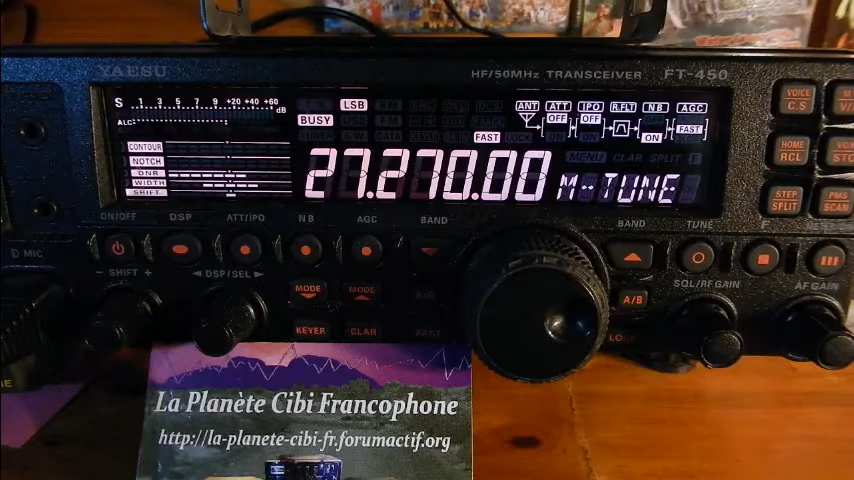 YAESU HF/50MHz TRANSCEIVER FT-450
S 1 3 5 7 9 +20 +40 +60 dB
ALC
LSB
BUSY
FAST
ANT ATT IPO R.FLT NB AGC
OFF OFF ON FAST
CONTOUR
NOTCH
DNR
WIDTH
SHIFT
27.270.00 M--TUNE
MENU CLAR SPLIT F
VOICE
C.S
HOME
RCL
STEP
SPLIT
PMS
SCAN
ON/OFF DSP ATT/IPO NB AGC BAND BAND TUNE F
MIC
– SHIFT + ◄DSP/SEL► MODE MODE A/B SQL/RF GAIN AF GAIN
KEYER CLAR FAST LOCK
La Planète Cibi Francophone
http://la-planete-cibi-fr.forumactif.org